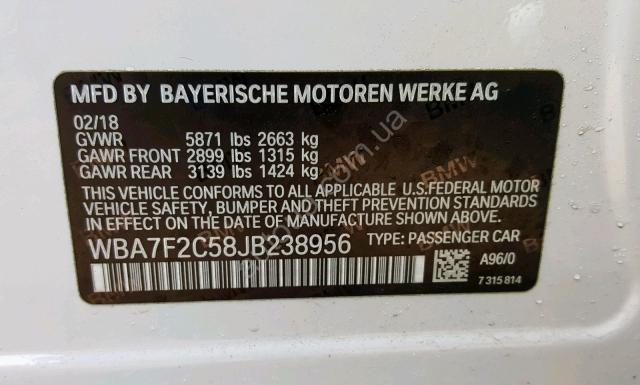 MFD BY BAYERISCHE MOTOREN WERKE AG
02/18
GVWR 5871 lbs 2663 kg
GAWR FRONT 2899 lbs 1315 kg
GAWR REAR 3139 lbs 1424 kg
THIS VEHICLE CONFORMS TO ALL APPLICABLE U.S.FEDERAL MOTOR
VEHICLE SAFETY, BUMPER AND THEFT PREVENTION STANDARDS
IN EFFECT ON THE DATE OF MANUFACTURE SHOWN ABOVE.
WBA7F2C58JB238956 TYPE: PASSENGER CAR
A96/0
7 315 814